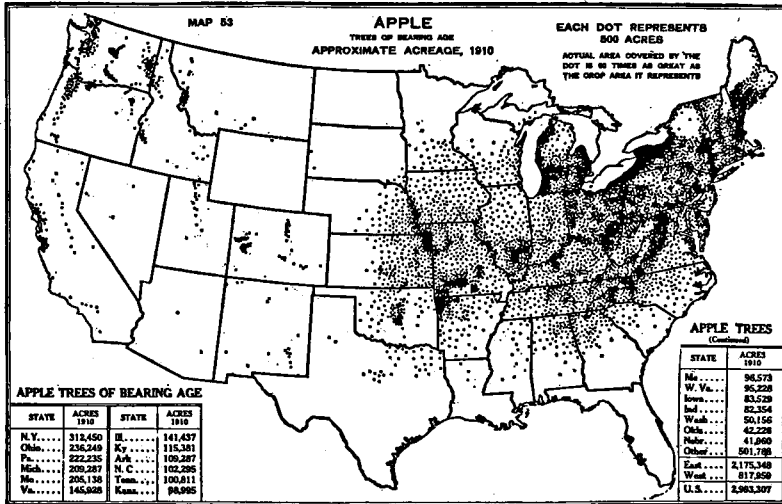 MAP 53
APPLE
TREES OF BEARING AGE
APPROXIMATE ACREAGE, 1910
EACH DOT REPRESENTS
500 ACRES
ACTUAL AREA COVERED BY THE
DOT IS TIMES AS GREAT AS
THE CROP AREA IT REPRESENTS
APPLE TREES OF BEARING AGE
STATE ACRES 1910 STATE ACRES 1910
N.Y. 312,450 Ill. 141,437
Ohio 236,249 Ky 115,381
Pa. 222,235 Ark 109,287
Mich 209,287 N. C 102,295
Mo 205,138 Tenn. 100,811
Va. 145,928 Kans. 98,995
APPLE TREES
(Continued)
STATE ACRES 1910
Me 96,573
W. Va. 95,228
Iowa 83,529
Ind 82,354
Wash 50,156
Okla 42,228
Nebr 41,860
Other 501,788
East 2,175,348
West 817,959
U.S. 2,993,307